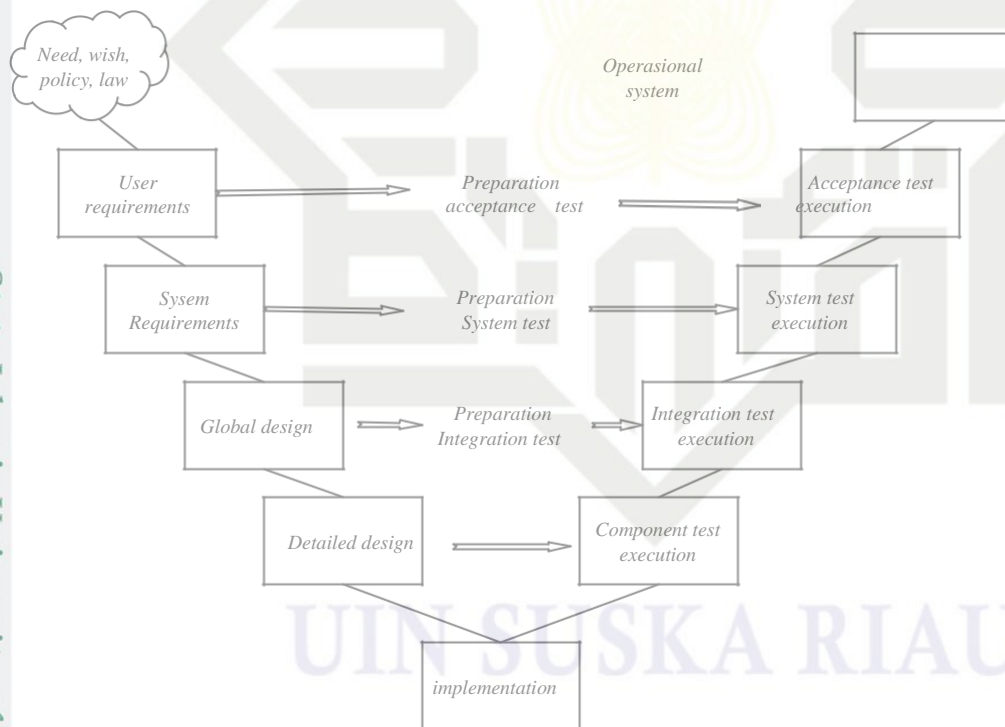 Need, wish,
policy, law
Operasional
system
User
requirements
Preparation
acceptance test
Acceptance test
execution
Sysem
Requirements
Preparation
System test
System test
execution
Global design
Preparation
Integration test
Integration test
execution
Detailed design
Component test
execution
implementation
UIN SUSKA RIAU